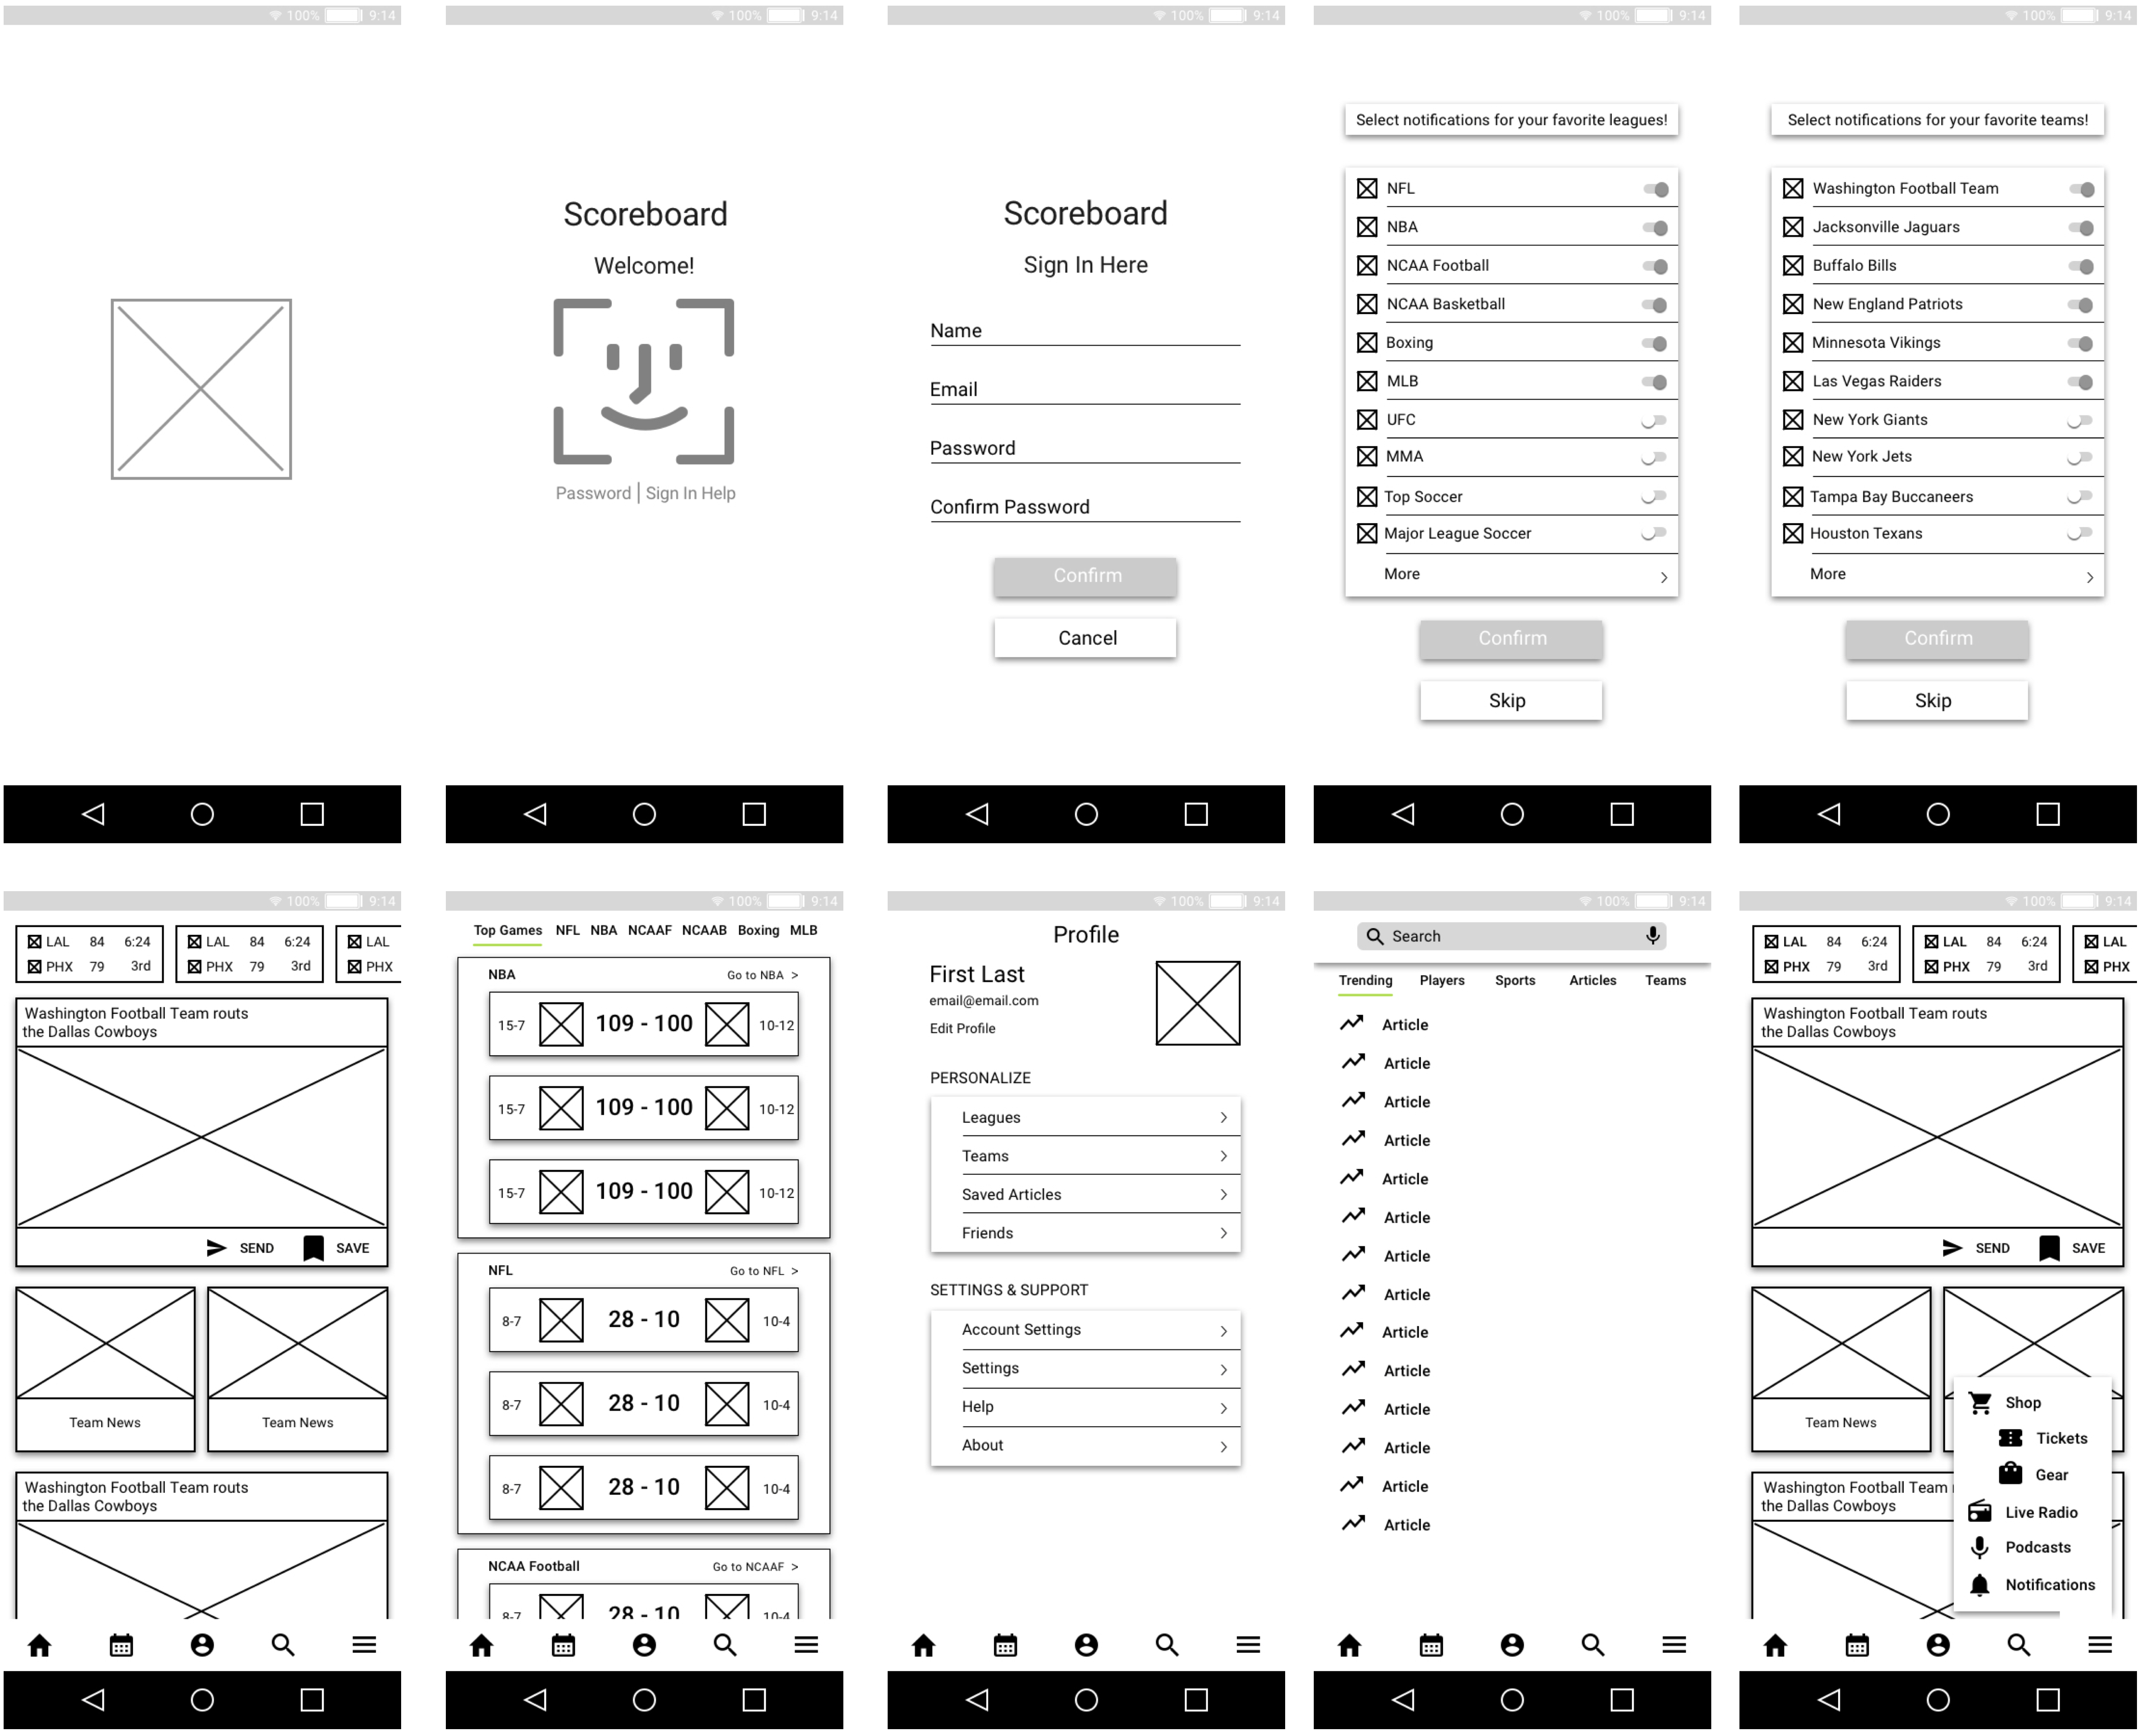 100% 9:14
100% 9:14
Scoreboard
Welcome!
Password | Sign In Help
100% 9:14
Scoreboard
Sign In Here
Name
Email
Password
Confirm Password
Confirm
Cancel
100% 9:14
Select notifications for your favorite leagues!
NFL
NBA
NCAA Football
NCAA Basketball
Boxing
MLB
UFC
MMA
Top Soccer
Major League Soccer
More
Confirm
Skip
100% 9:14
Select notifications for your favorite teams!
Washington Football Team
Jacksonville Jaguars
Buffalo Bills
New England Patriots
Minnesota Vikings
Las Vegas Raiders
New York Giants
New York Jets
Tampa Bay Buccaneers
Houston Texans
More
Confirm
Skip
100% 9:14
LAL 84 6:24
PHX 79 3rd
LAL 84 6:24
PHX 79 3rd
LAL
PHX
Washington Football Team routs
the Dallas Cowboys
SEND SAVE
Team News
Team News
Washington Football Team routs
the Dallas Cowboys
100% 9:14
Top Games NFL NBA NCAAF NCAAB Boxing MLB
NBA Go to NBA >
15-7 109 - 100 10-12
15-7 109 - 100 10-12
15-7 109 - 100 10-12
NFL Go to NFL >
8-7 28 - 10 10-4
8-7 28 - 10 10-4
8-7 28 - 10 10-4
NCAA Football Go to NCAAF >
8-7 28 - 10 10-4
100% 9:14
Profile
First Last
email@email.com
Edit Profile
PERSONALIZE
Leagues
Teams
Saved Articles
Friends
SETTINGS & SUPPORT
Account Settings
Settings
Help
About
100% 9:14
Search
Trending Players Sports Articles Teams
Article
Article
Article
Article
Article
Article
Article
Article
Article
Article
Article
Article
Article
Article
100% 9:14
LAL 84 6:24
PHX 79 3rd
LAL 84 6:24
PHX 79 3rd
LAL
PHX
Washington Football Team routs
the Dallas Cowboys
SEND SAVE
Team News
Washington Football Team
the Dallas Cowboys
Shop
Tickets
Gear
Live Radio
Podcasts
Notifications